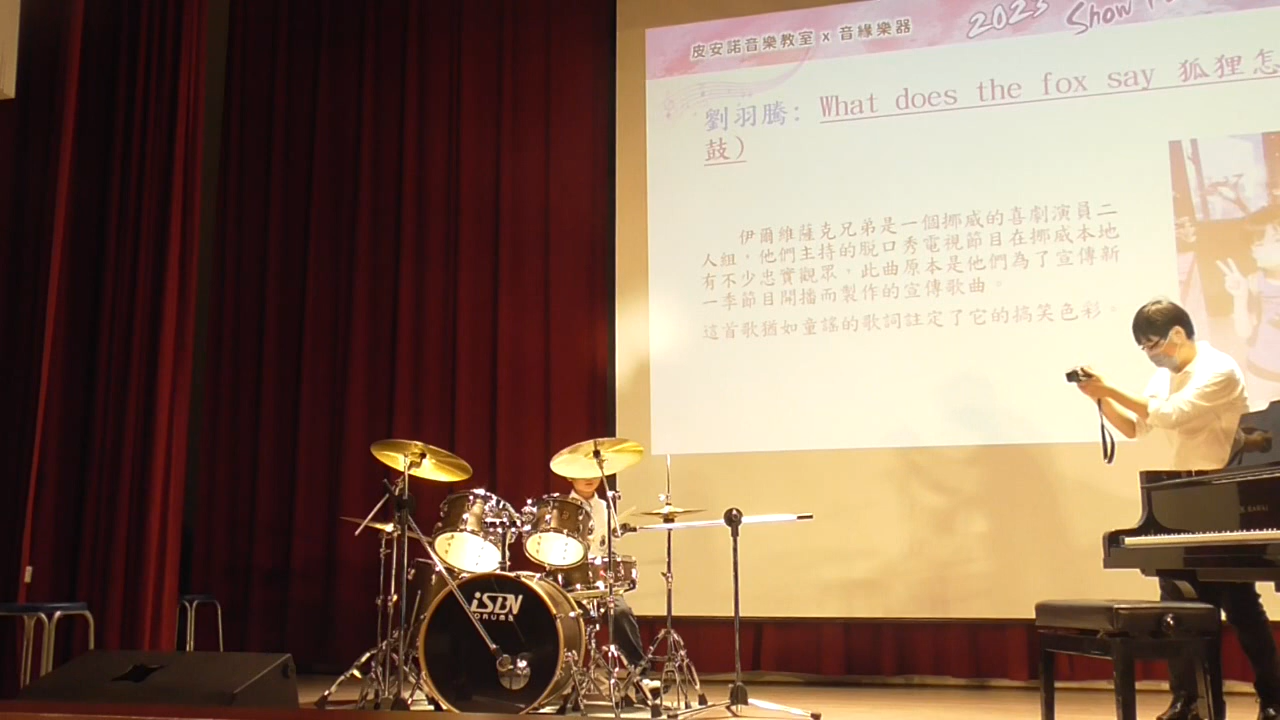 皮安諾音樂教室 x 音緣樂器
2023 Show
劉羽騰: What does the fox say 狐狸怎
鼓)
伊爾維薩克兄弟是一個挪威的喜劇演員二
人組，他們主持的脫口秀電視節目在挪威本地
有不少忠實觀眾，此曲原本是他們為了宣傳新
一季節目開播而製作的宣傳歌曲。
這首歌猶如童謠的歌詞註定了它的搞笑色彩。
iSBN
DRUMS